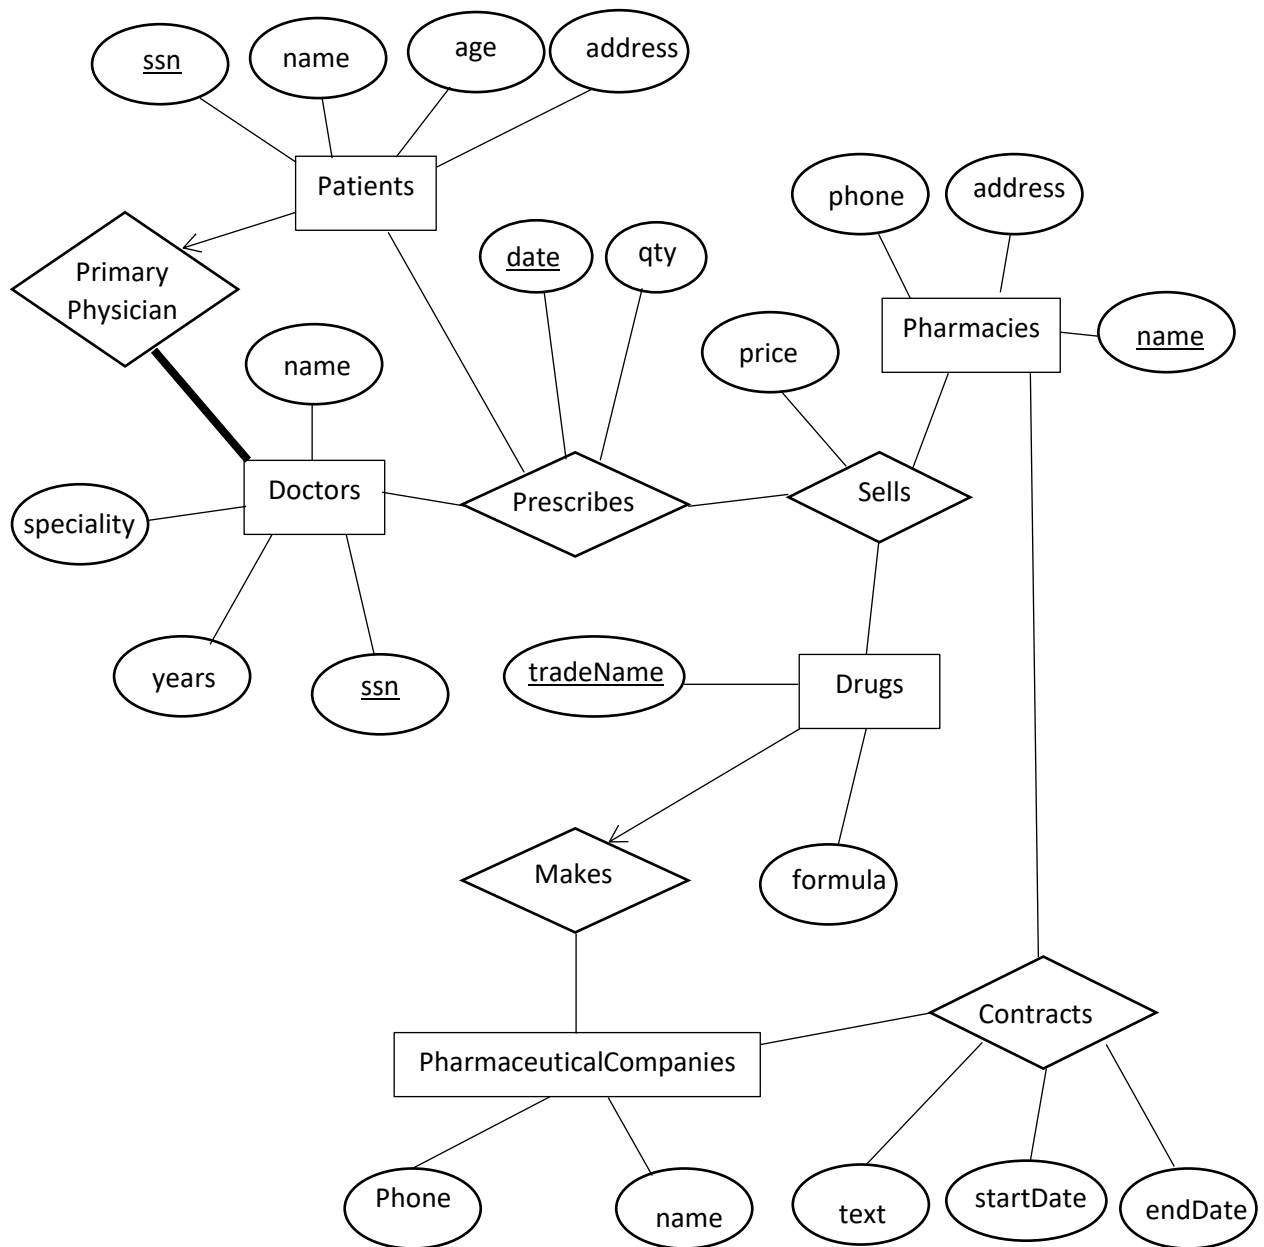 ssn
name
age
address
Patients
phone
address
Primary
Physician
date
qty
Pharmacies
name
price
name
Doctors
Prescribes
Sells
speciality
years
ssn
tradeName
Drugs
Makes
formula
Contracts
PharmaceuticalCompanies
Phone
name
text
startDate
endDate